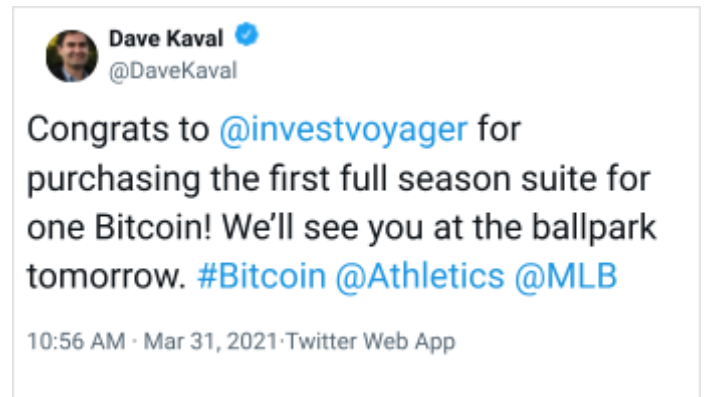 Dave Kaval
@DaveKaval
Congrats to @investvoyager for
purchasing the first full season suite for
one Bitcoin! We’ll see you at the ballpark
tomorrow. #Bitcoin @Athletics @MLB
10:56 AM · Mar 31, 2021·Twitter Web App